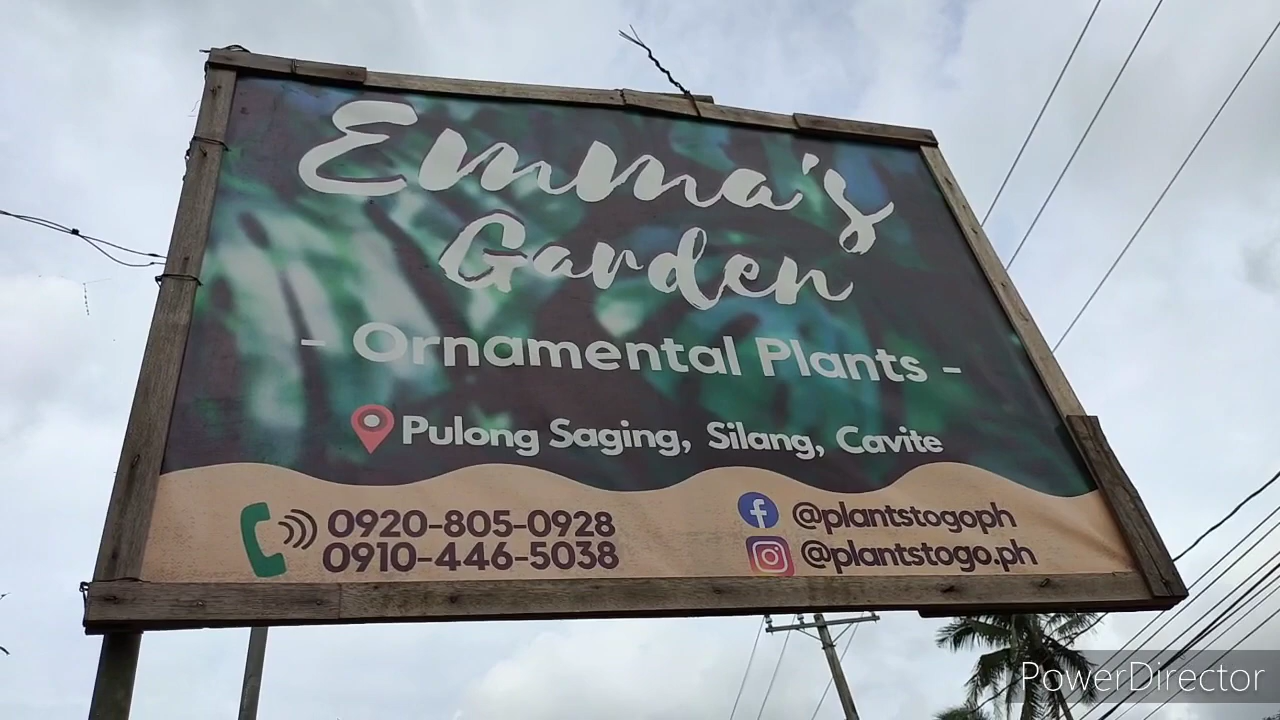 Emma's
Garden
- Ornamental Plants -
Pulong Saging, Silang, Cavite
0920-805-0928
0910-446-5038
@plantstogoph
@plantstogo.ph
PowerDirector